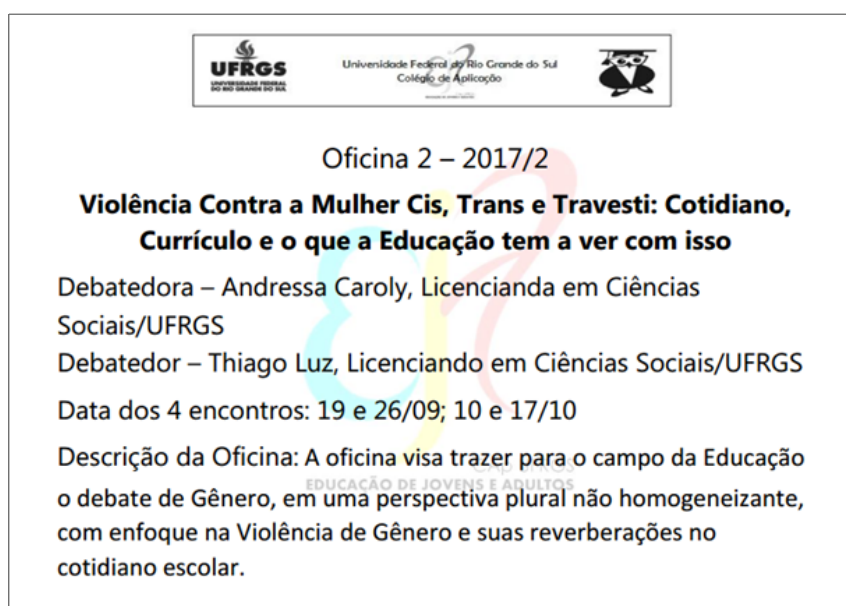 UFRGS
UNIVERSIDADE FEDERAL
DO RIO GRANDE DO SUL
Universidade Federal do Rio Grande do Sul
Colégio de Aplicação
Oficina 2 – 2017/2
Violência Contra a Mulher Cis, Trans e Travesti: Cotidiano,
Currículo e o que a Educação tem a ver com isso
Debatedora – Andressa Caroly, Licencianda em Ciências
Sociais/UFRGS
Debatedor – Thiago Luz, Licenciando em Ciências Sociais/UFRGS
Data dos 4 encontros: 19 e 26/09; 10 e 17/10
Descrição da Oficina: A oficina visa trazer para o campo da Educação
CAp UFRGS
EDUCAÇÃO DE JOVENS E ADULTOS
o debate de Gênero, em uma perspectiva plural não homogeneizante,
com enfoque na Violência de Gênero e suas reverberações no
cotidiano escolar.